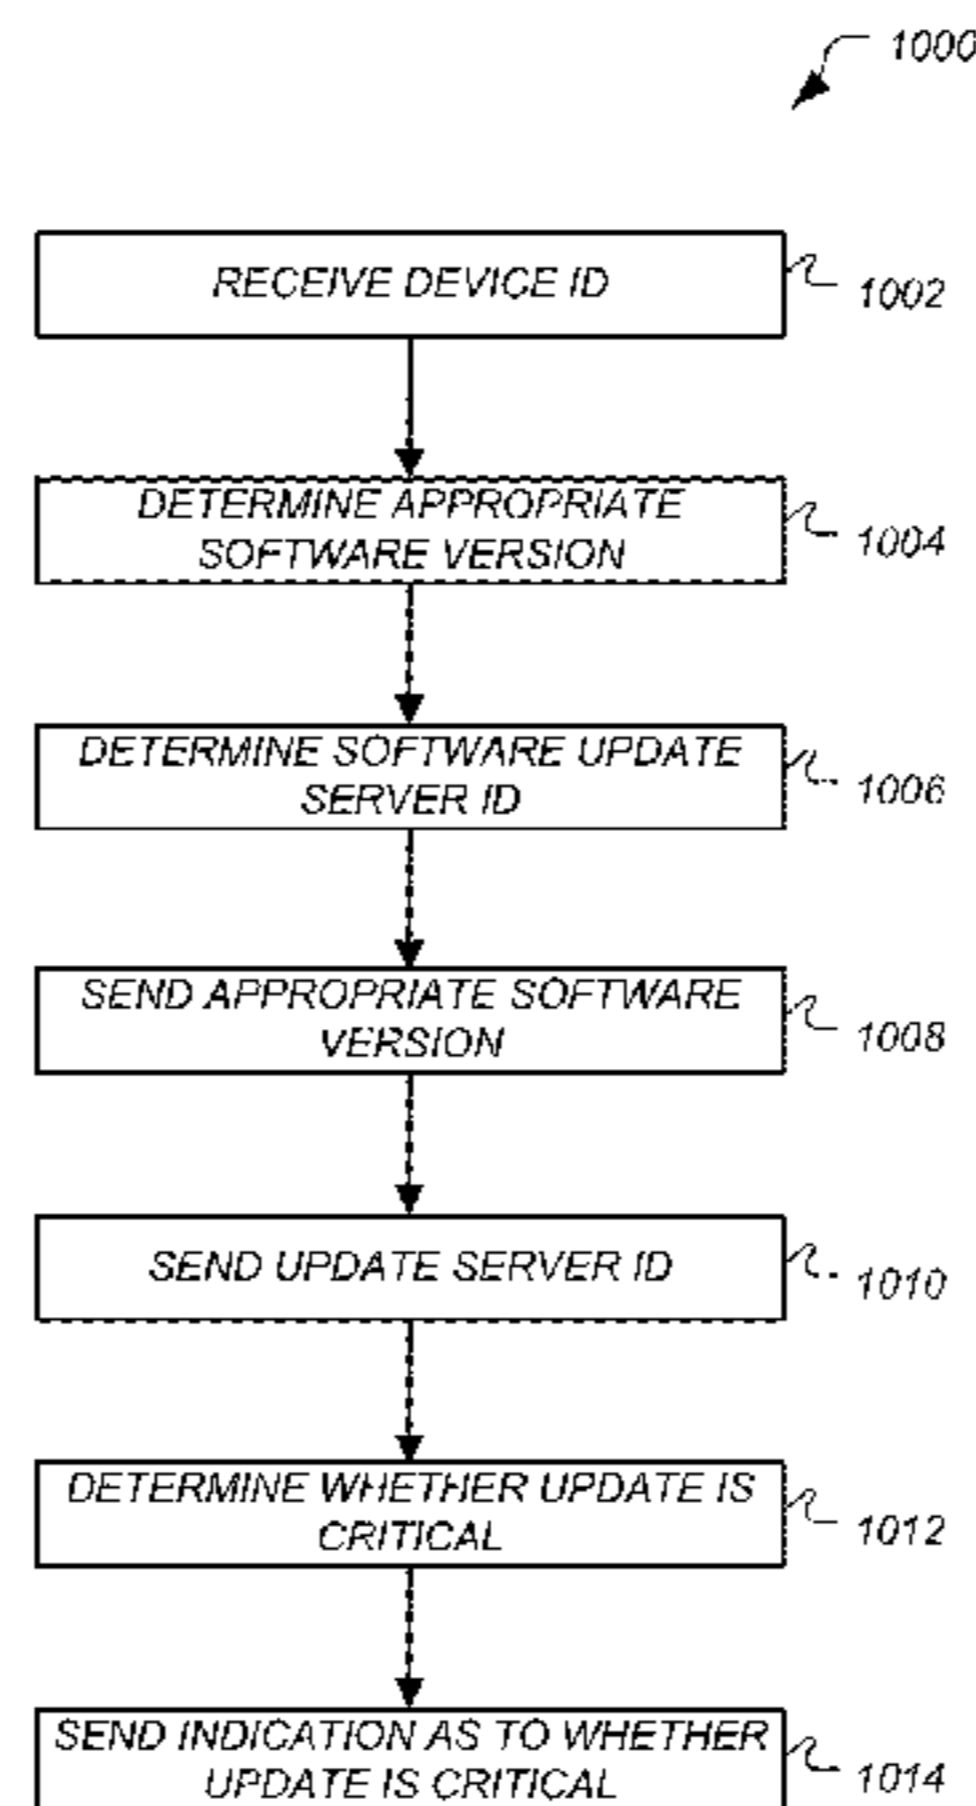 1000
RECEIVE DEVICE ID
1002
DETERMINE APPROPRIATE
SOFTWARE VERSION
1004
DETERMINE SOFTWARE UPDATE
SERVER ID
1006
SEND APPROPRIATE SOFTWARE
VERSION
1008
SEND UPDATE SERVER ID
1010
DETERMINE WHETHER UPDATE IS
CRITICAL
1012
SEND INDICATION AS TO WHETHER
UPDATE IS CRITICAL
1014